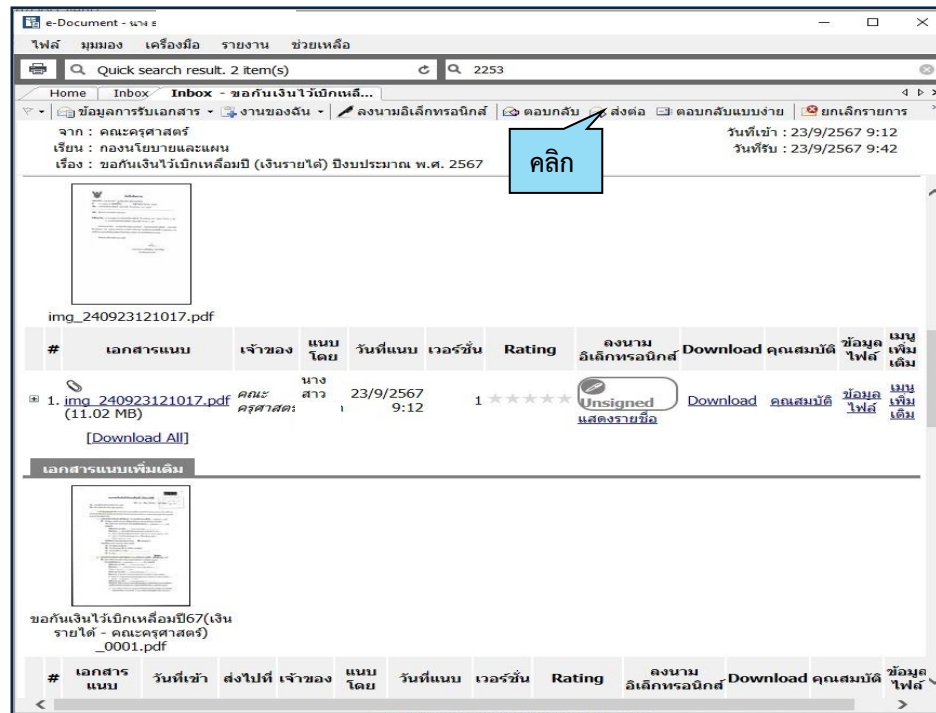 e-Document - นาง ธ
ไฟล์ มุมมอง เครื่องมือ รายงาน ช่วยเหลือ
Quick search result. 2 item(s) 2253
Home Inbox Inbox - ขอกันเงินไว้เบิกเหลื...
ข้อมูลการรับเอกสาร งานของฉัน ลงนามอิเล็กทรอนิกส์ ตอบกลับ ส่งต่อ ตอบกลับแบบง่าย ยกเลิกรายการ
จาก : คณะครุศาสตร์ วันที่เข้า : 23/9/2567 9:12
เรียน : กองนโยบายและแผน วันที่รับ : 23/9/2567 9:42
เรื่อง : ขอกันเงินไว้เบิกเหลื่อมปี (เงินรายได้) ปีงบประมาณ พ.ศ. 2567
คลิก
img_240923121017.pdf
# เอกสารแนบ เจ้าของ แนบโดย วันที่แนบ เวอร์ชั่น Rating ลงนามอิเล็กทรอนิกส์ Download คุณสมบัติ ข้อมูลไฟล์ เมนูเพิ่มเติม
1. img_240923121017.pdf (11.02 MB) คณะครุศาสตร นางสาว 23/9/2567 9:12 1 Unsigned แสดงรายชื่อ Download คุณสมบัติ ข้อมูลไฟล์ เมนูเพิ่มเติม
[Download All]
เอกสารแนบเพิ่มเติม
ขอกันเงินไว้เบิกเหลื่อมปี67(เงิน
รายได้ - คณะครุศาสตร์)
_0001.pdf
# เอกสารแนบ วันที่เข้า ส่งไปที่ เจ้าของ แนบโดย วันที่แนบ เวอร์ชั่น Rating ลงนามอิเล็กทรอนิกส์ Download คุณสมบัติ ข้อมูลไฟล์